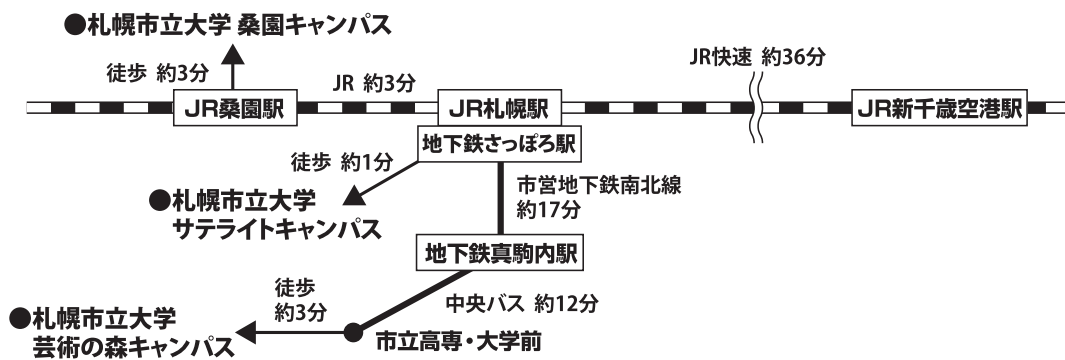 ●札幌市立大学 桑園キャンパス
徒歩 約3分
JR 約3分
JR快速 約36分
JR桑園駅
JR札幌駅
JR新千歳空港駅
地下鉄さっぽろ駅
徒歩 約1分
●札幌市立大学
サテライトキャンパス
市営地下鉄南北線
約17分
地下鉄真駒内駅
中央バス 約12分
徒歩
約3分
●札幌市立大学
芸術の森キャンパス
市立高専・大学前